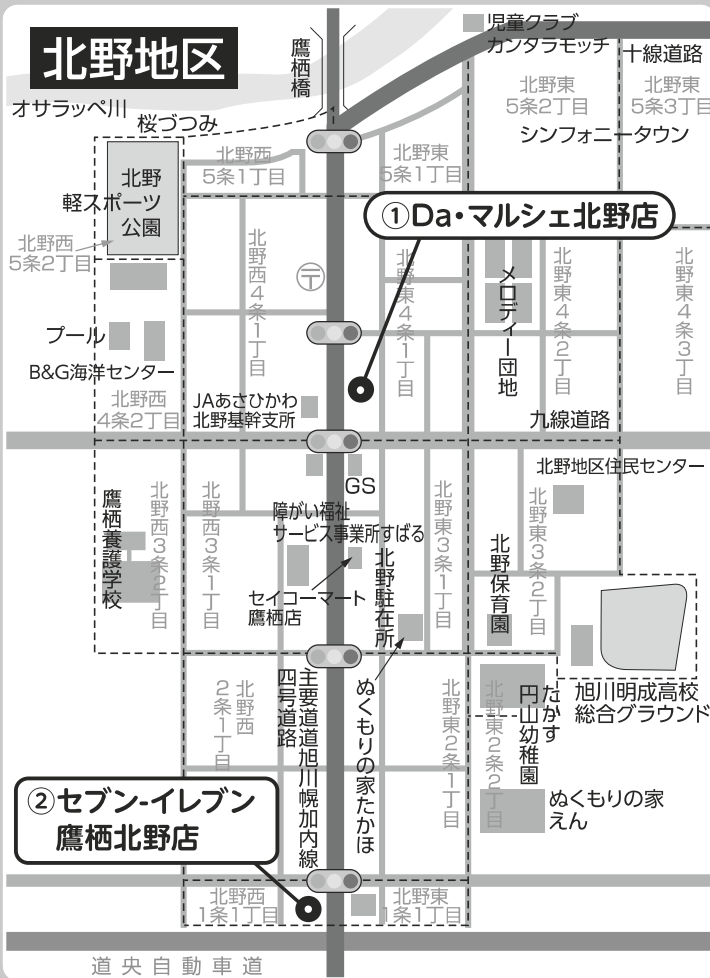 北野地区
児童クラブ
カンタラモッチ
十線道路
鷹栖橋
オサラッペ川
桜づつみ
北野東
5条2丁目
北野東
5条3丁目
シンフォニータウン
北野西
5条1丁目
北野東
5条1丁目
北野
軽スポーツ
公園
①Da・マルシェ北野店
北野西
5条2丁目
北野西4条1丁目
〒
北野東4条1丁目
メロディー団地
北野東4条2丁目
北野東4条3丁目
プール
B&G海洋センター
北野西
4条2丁目
JAあさひかわ
北野基幹支所
九線道路
北野地区住民センター
GS
鷹栖養護学校
北野西3条2丁目
北野西3条1丁目
障がい福祉
サービス事業所すばる
北野東3条1丁目
北野保育園
北野東3条2丁目
セイコーマート
鷹栖店
北野駐在所
主要道道旭川幌加内線
四号道路
北野西
2条1丁目
ぬくもりの家たかほ
北野東2条1丁目
北野東2条2丁目
たかす
円山幼稚園
旭川明成高校
総合グラウンド
ぬくもりの家
えん
②セブン-イレブン
鷹栖北野店
北野西
1条1丁目
北野東
1条1丁目
道央自動車道